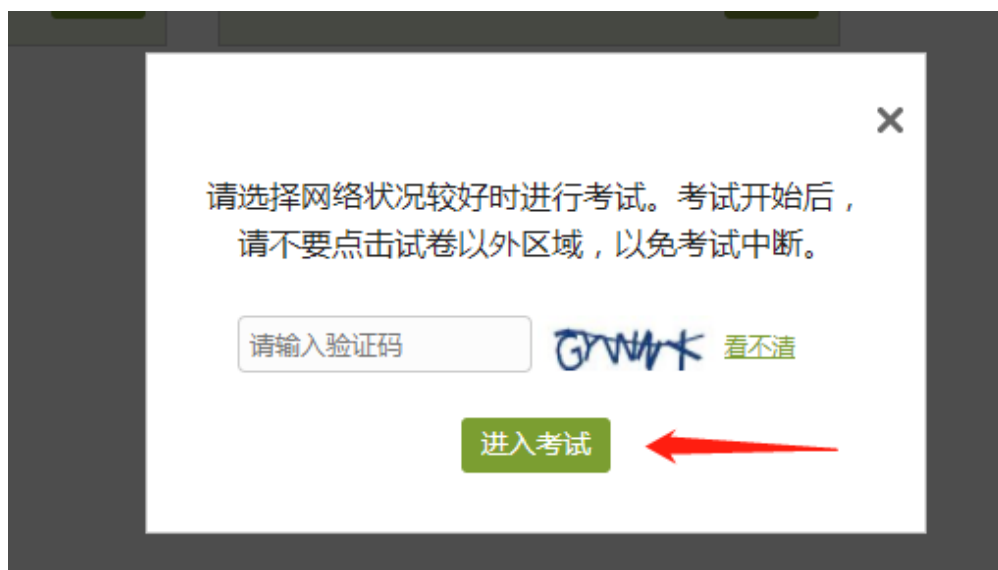 请选择网络状况较好时进行考试。考试开始后，
请不要点击试卷以外区域，以免考试中断。
请输入验证码
看不清
进入考试